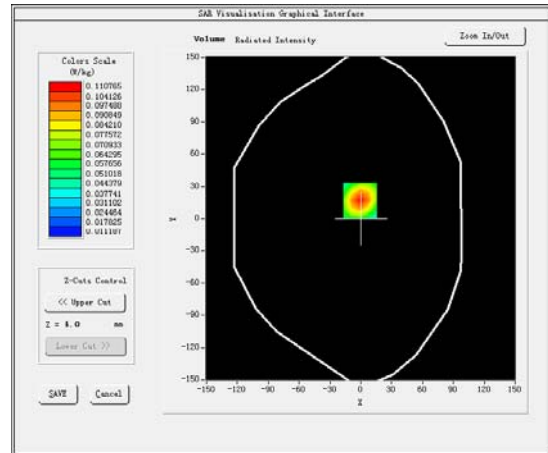 SAR Visualisation Graphical Interface
Volume Radiated Intensity
Zoom In/Out
Colors Scale
(W/kg)
0.110765
0.104126
0.097488
0.090849
0.084210
0.077572
0.070933
0.064295
0.057656
0.051018
0.044379
0.037741
0.031102
0.024464
0.017825
0.011187
Z-Cuts Control
<< Upper Cut
Z = 4.0 mm
Lower Cut >>
SAVE Cancel
150
120
90
60
30
0
-30
-60
-90
-120
-150
Y
-150 -120 -90 -60 -30 0 30 60 90 120 150
X